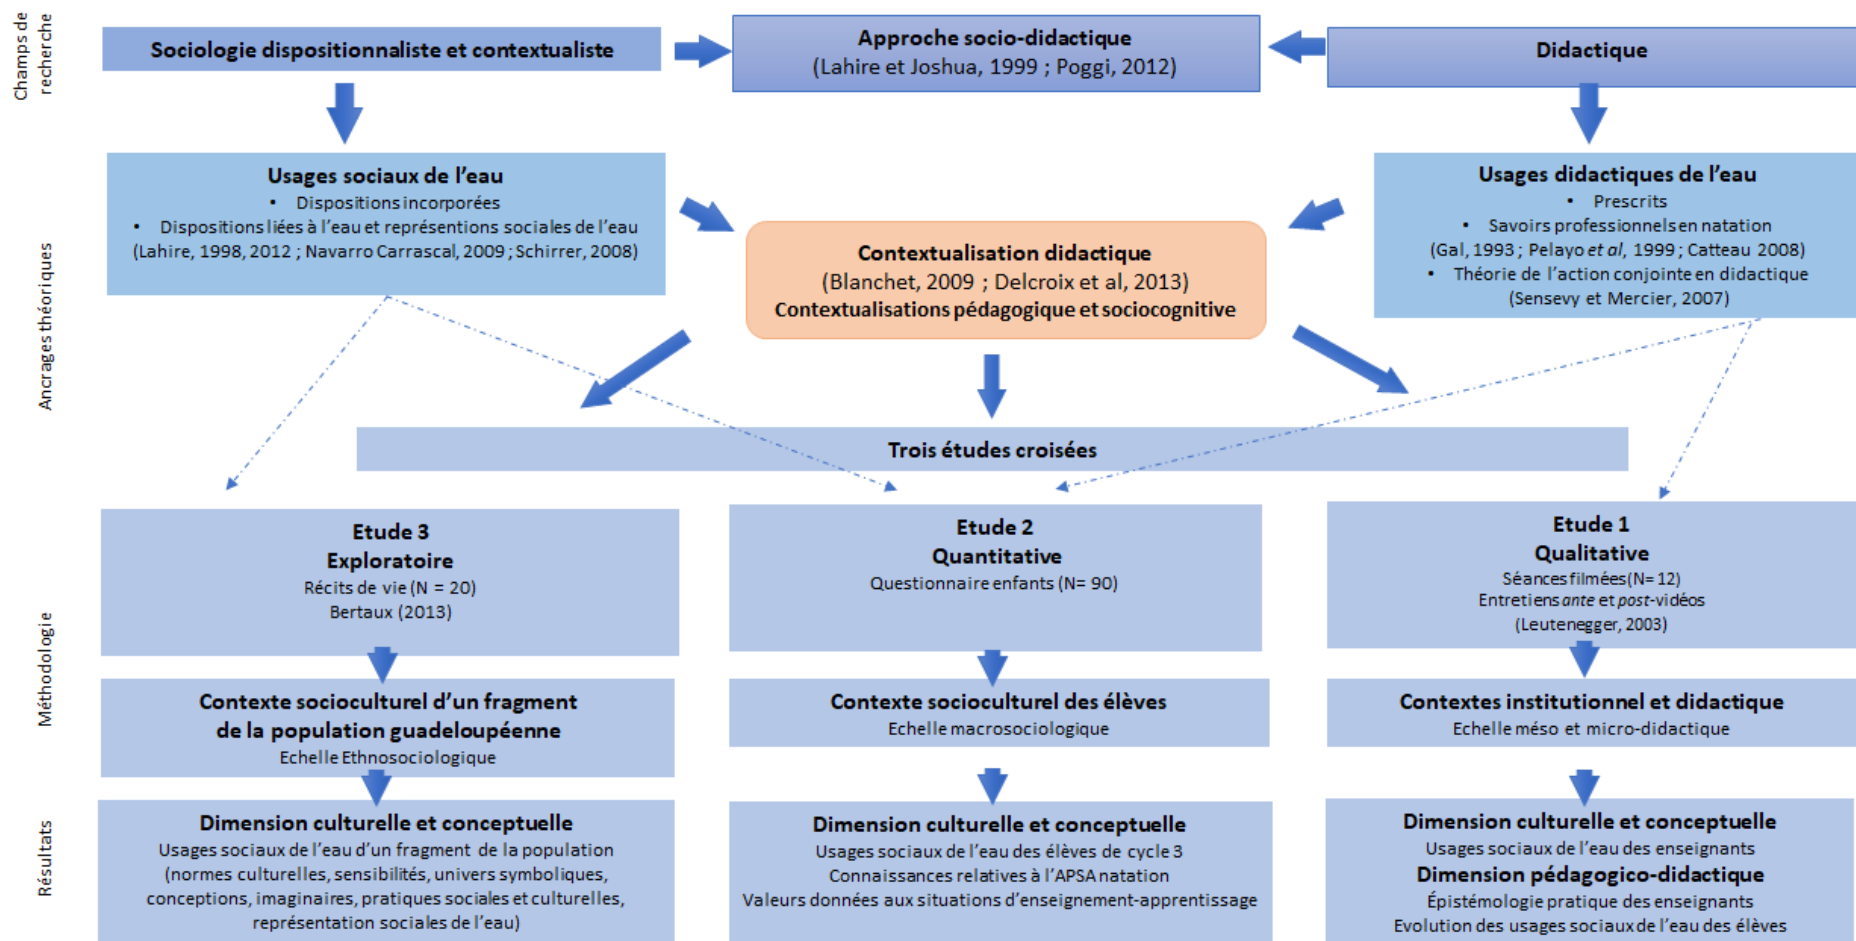 Champs de
recherche
Sociologie dispositionnaliste et contextualiste
Approche socio-didactique
(Lahire et Joshua, 1999 ; Poggi, 2012)
Didactique
Ancrages théoriques
Usages sociaux de l’eau
• Dispositions incorporées
• Dispositions liées à l’eau et représentions sociales de l’eau
(Lahire, 1998, 2012 ; Navarro Carrascal, 2009 ; Schirrer, 2008)
Contextualisation didactique
(Blanchet, 2009 ; Delcroix et al, 2013)
Contextualisations pédagogique et sociocognitive
Usages didactiques de l’eau
• Prescrits
• Savoirs professionnels en natation
(Gal, 1993 ; Pelayo et al, 1999 ; Catteau 2008)
• Théorie de l’action conjointe en didactique
(Sensevy et Mercier, 2007)
Trois études croisées
Méthodologie
Etude 3
Exploratoire
Récits de vie (N = 20)
Bertaux (2013)
Etude 2
Quantitative
Questionnaire enfants (N= 90)
Etude 1
Qualitative
Séances filmées (N= 12)
Entretiens ante et post-vidéos
(Leutenegger, 2003)
Contexte socioculturel d’un fragment
de la population guadeloupéenne
Echelle Ethnosociologique
Contexte socioculturel des élèves
Echelle macrosociologique
Contextes institutionnel et didactique
Echelle méso et micro-didactique
Résultats
Dimension culturelle et conceptuelle
Usages sociaux de l’eau d’un fragment de la population
(normes culturelles, sensibilités, univers symboliques,
conceptions, imaginaires, pratiques sociales et culturelles,
représentation sociales de l’eau)
Dimension culturelle et conceptuelle
Usages sociaux de l’eau des élèves de cycle 3
Connaissances relatives à l’APSA natation
Valeurs données aux situations d’enseignement-apprentissage
Dimension culturelle et conceptuelle
Usages sociaux de l’eau des enseignants
Dimension pédagogico-didactique
Épistémologie pratique des enseignants
Evolution des usages sociaux de l’eau des élèves